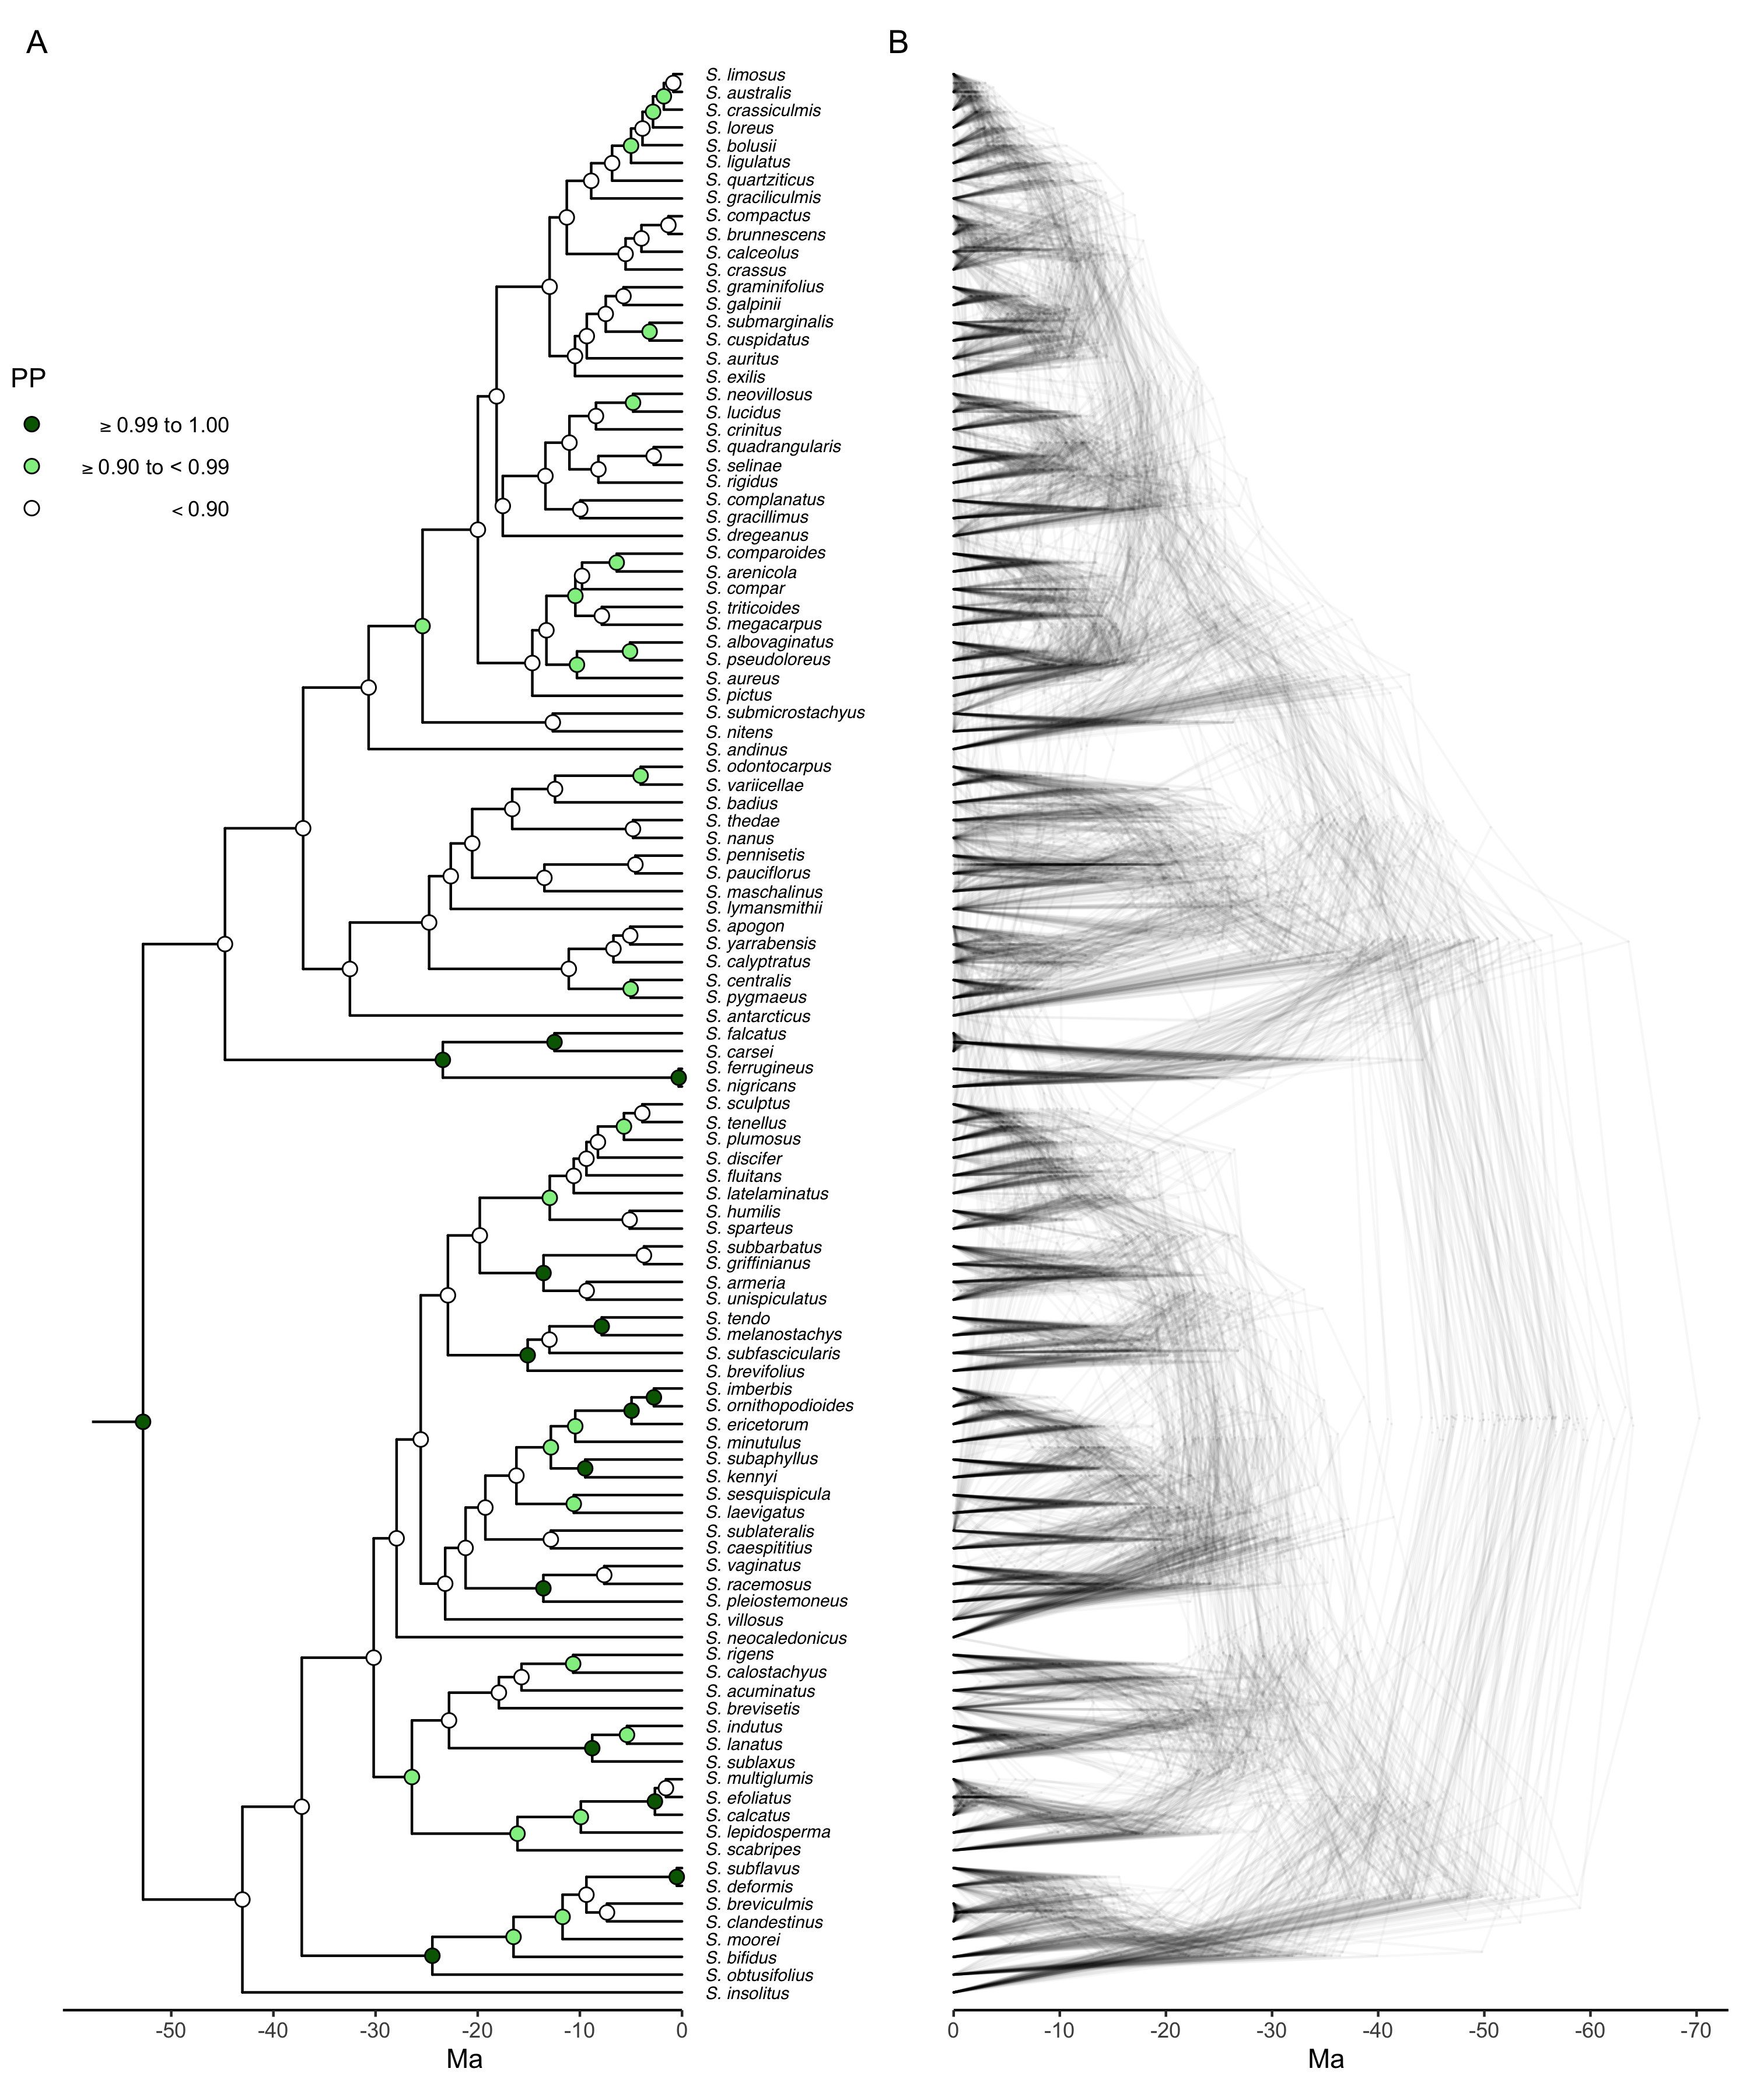 A
B
S. limosus
S. australis
S. crassiculmis
S. loreus
S. bolusii
S. ligulatus
S. quartziticus
S. graciliculmis
S. compactus
S. brunnescens
S. calceolus
S. crassus
S. graminifolius
S. galpinii
S. submarginalis
S. cuspidatus
S. auritus
S. exilis
S. neovillosus
S. lucidus
S. crinitus
S. quadrangularis
S. selinae
S. rigidus
S. complanatus
S. gracillimus
S. dregeanus
S. comparoides
S. arenicola
S. compar
S. triticoides
S. megacarpus
S. albovaginatus
S. pseudoloreus
S. aureus
S. pictus
S. submicrostachyus
S. nitens
S. andinus
S. odontocarpus
S. variicellae
S. badius
S. thedae
S. nanus
S. pennisetis
S. pauciflorus
S. maschalinus
S. lymansmithii
S. apogon
S. yarrabensis
S. calyptratus
S. centralis
S. pygmaeus
S. antarcticus
S. falcatus
S. carsei
S. ferrugineus
S. nigricans
S. sculptus
S. tenellus
S. plumosus
S. discifer
S. fluitans
S. latelaminatus
S. humilis
S. sparteus
S. subbarbatus
S. griffinianus
S. armeria
S. unispiculatus
S. tendo
S. melanostachys
S. subfascicularis
S. brevifolius
S. imberbis
S. ornithopodioides
S. ericetorum
S. minutulus
S. subaphyllus
S. kennyi
S. sesquispicula
S. laevigatus
S. sublateralis
S. caespititius
S. vaginatus
S. racemosus
S. pleiostemoneus
S. villosus
S. neocaledonicus
S. rigens
S. calostachyus
S. acuminatus
S. brevisetis
S. indutus
S. lanatus
S. sublaxus
S. multiglumis
S. efoliatus
S. calcatus
S. lepidosperma
S. scabripes
S. subflavus
S. deformis
S. breviculmis
S. clandestinus
S. moorei
S. bifidus
S. obtusifolius
S. insolitus
PP
≥ 0.99 to 1.00
≥ 0.90 to < 0.99
< 0.90
-50 -40 -30 -20 -10 0
Ma
0 -10 -20 -30 -40 -50 -60 -70
Ma